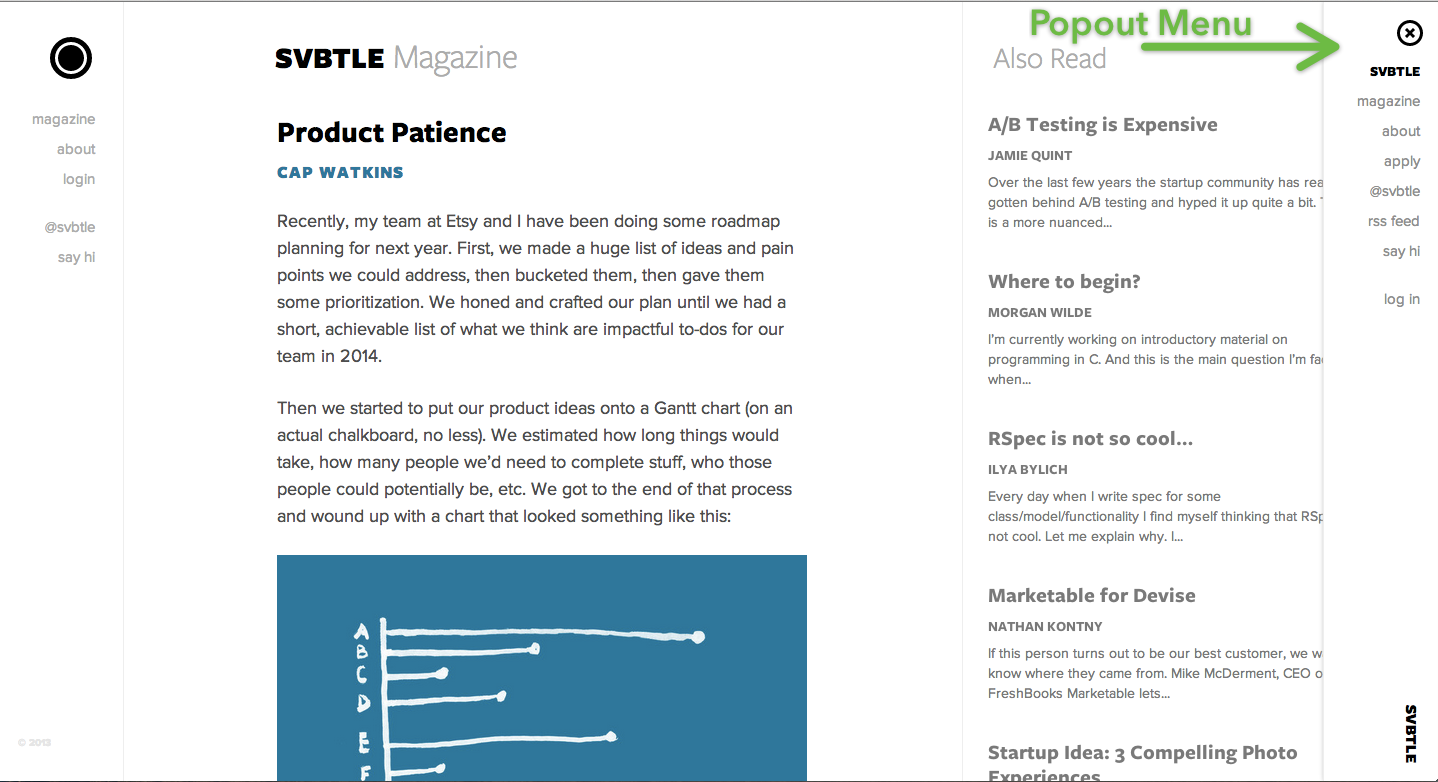 magazine
about
login
@svbtle
say hi
© 2013
SVBTLE Magazine
Product Patience
CAP WATKINS
Recently, my team at Etsy and I have been doing some roadmap
planning for next year. First, we made a huge list of ideas and pain
points we could address, then bucketed them, then gave them
some prioritization. We honed and crafted our plan until we had a
short, achievable list of what we think are impactful to-dos for our
team in 2014.
Then we started to put our product ideas onto a Gantt chart (on an
actual chalkboard, no less). We estimated how long things would
take, how many people we’d need to complete stuff, who those
people could potentially be, etc. We got to the end of that process
and wound up with a chart that looked something like this:
A
B
C
D
E
F
Popout Menu
Also Read
A/B Testing is Expensive
JAMIE QUINT
Over the last few years the startup community has rea
gotten behind A/B testing and hyped it up quite a bit.
is a more nuanced...
Where to begin?
MORGAN WILDE
I’m currently working on introductory material on
programming in C. And this is the main question I’m fa
when...
RSpec is not so cool...
ILYA BYLICH
Every day when I write spec for some
class/model/functionality I find myself thinking that RSp
not cool. Let me explain why. I...
Marketable for Devise
NATHAN KONTNY
If this person turns out to be our best customer, we w
know where they came from. Mike McDerment, CEO o
FreshBooks Marketable lets...
Startup Idea: 3 Compelling Photo
Experiences
SVBTLE
magazine
about
apply
@svbtle
rss feed
say hi
log in
SVBTLE